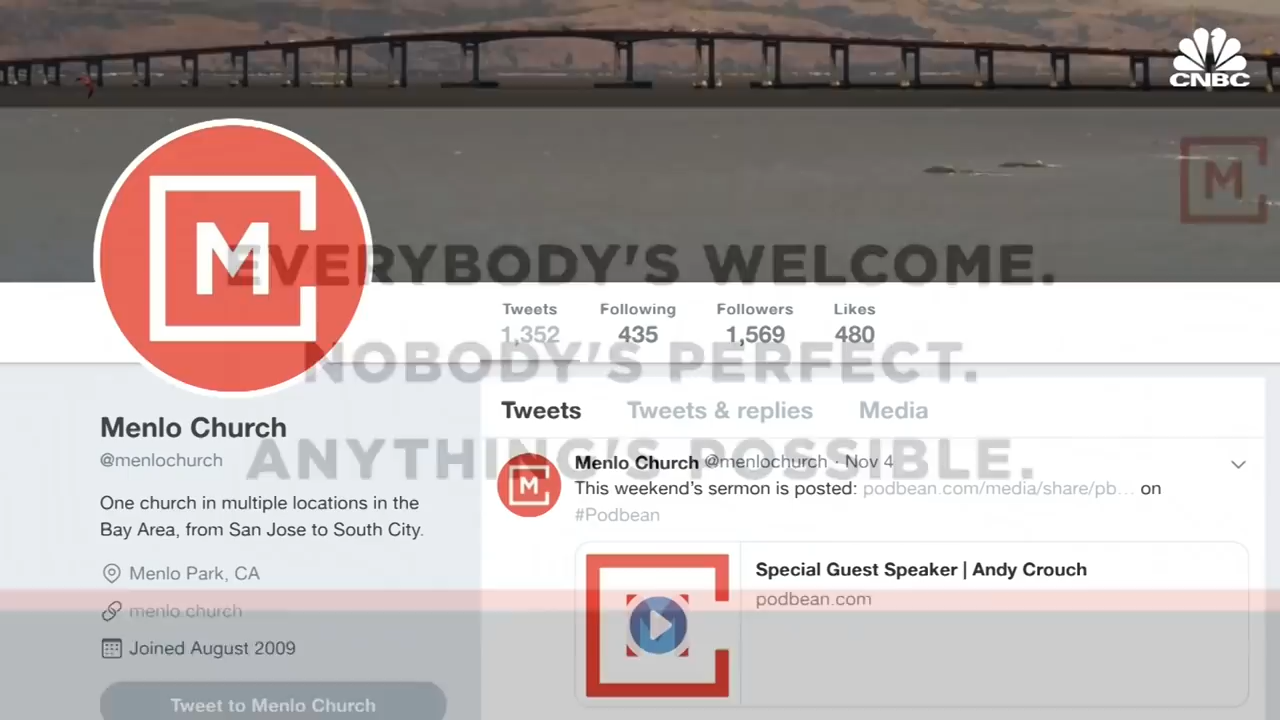 CNBC
M
M
EVERYBODY'S WELCOME.
Tweets Following Followers Likes
1,352 435 1,569 480
NOBODY'S PERFECT.
Tweets Tweets & replies Media
Menlo Church
@menlochurch
ANYTHING'S POSSIBLE.
M
Menlo Church @menlochurch · Nov 4
This weekend's sermon is posted: podbean.com/media/share/pb... on
#Podbean
One church in multiple locations in the
Bay Area, from San Jose to South City.
Menlo Park, CA
menlo.church
Joined August 2009
Tweet to Menlo Church
M
Special Guest Speaker | Andy Crouch
podbean.com